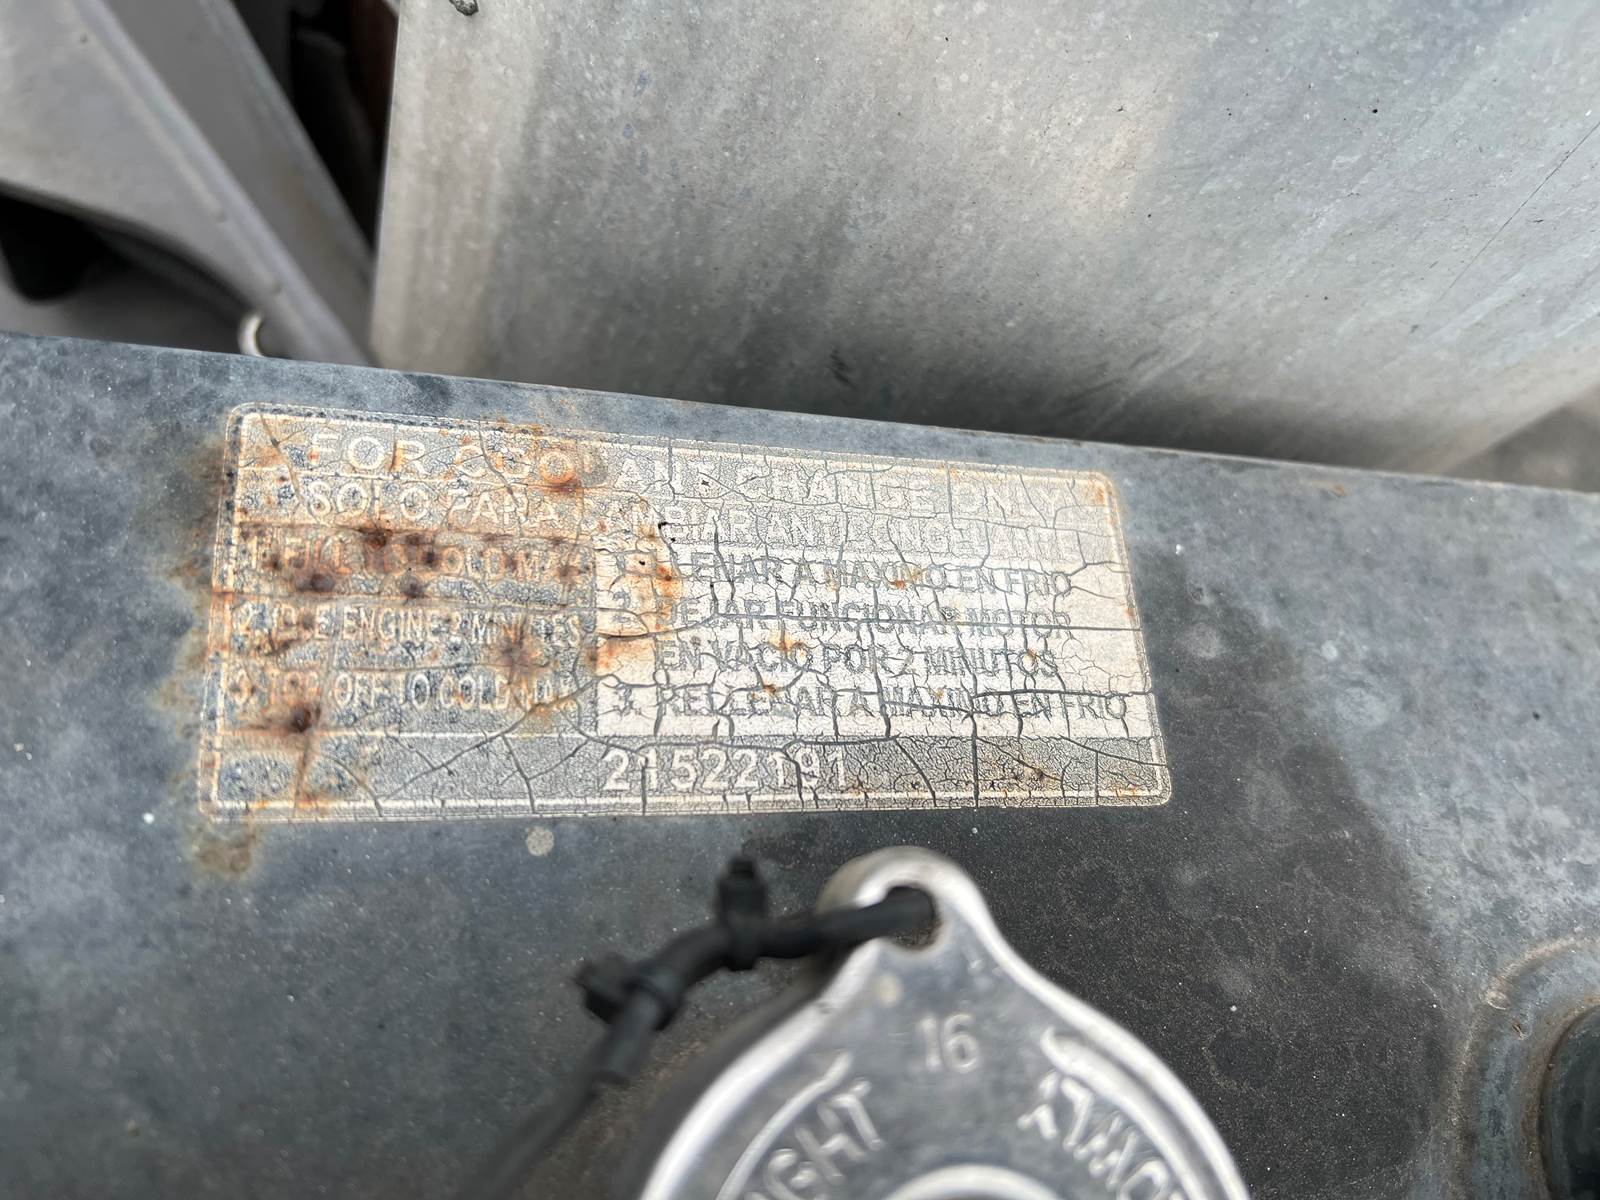 FOR COOLANT CHANGE ONLY
SOLO PARA CAMBIAR ANTICONGELANTE
1. FILL TO COLD MAX
2. IDLE ENGINE 2 MINUTES
3. TOP OFF TO COLD MAX
1. RELLENAR A MAXIMO EN FRIO
2. DEJAR FUNCIONAR MOTOR
EN VACIO POR 2 MINUTOS
3. RELLENAR A MAXIMO EN FRIO
21522191
16